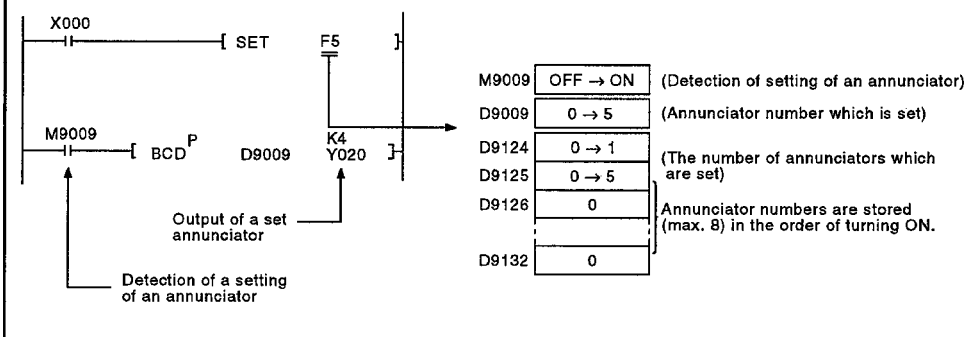 X000
SET F5
M9009
BCD P D9009 K4
Y020
Output of a set
annunciator
Detection of a setting
of an annunciator
M9009 OFF → ON (Detection of setting of an annunciator)
D9009 0 → 5 (Annunciator number which is set)
D9124 0 → 1 (The number of annunciators which
are set)
D9125 0 → 5
D9126 0 Annunciator numbers are stored
(max. 8) in the order of turning ON.
D9132 0